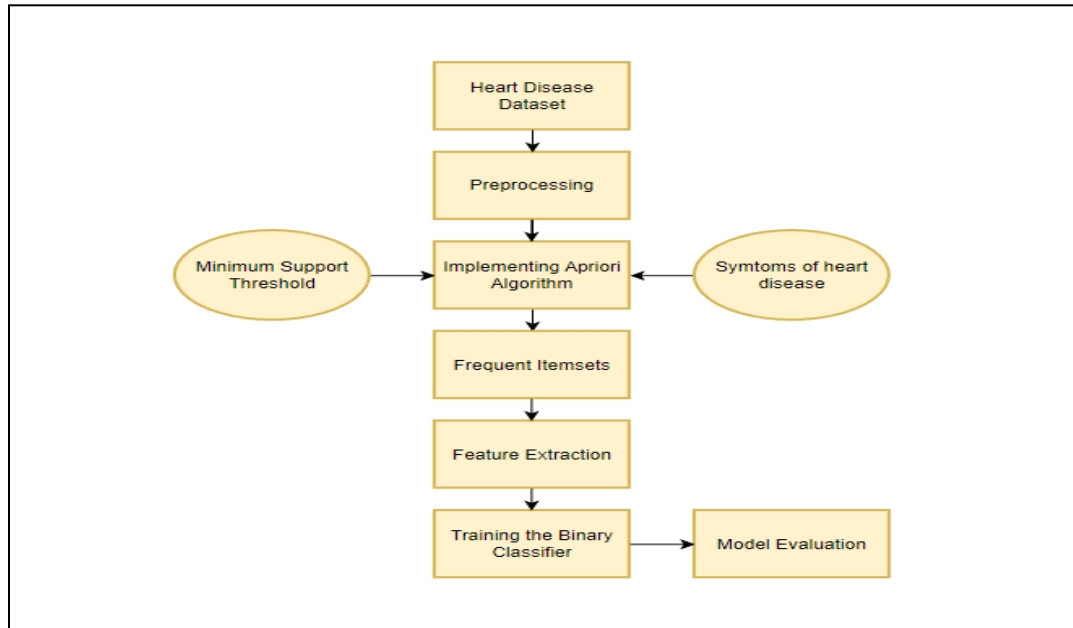 Heart Disease
Dataset
Preprocessing
Minimum Support
Threshold
Implementing Apriori
Algorithm
Symtoms of heart
disease
Frequent Itemsets
Feature Extraction
Training the Binary
Classifier
Model Evaluation